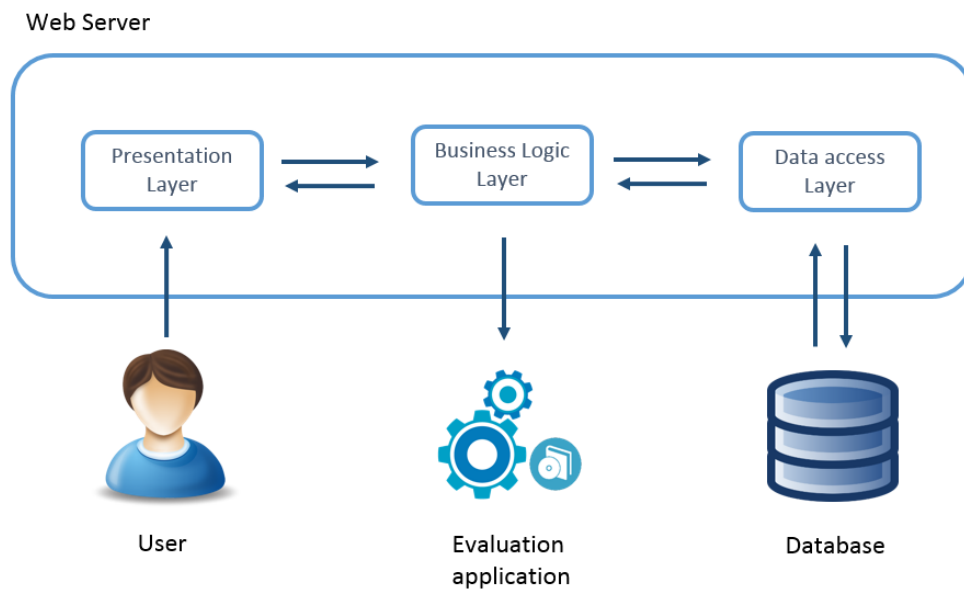 Web Server
Presentation
Layer
Business Logic
Layer
Data access
Layer
User
Evaluation
application
Database